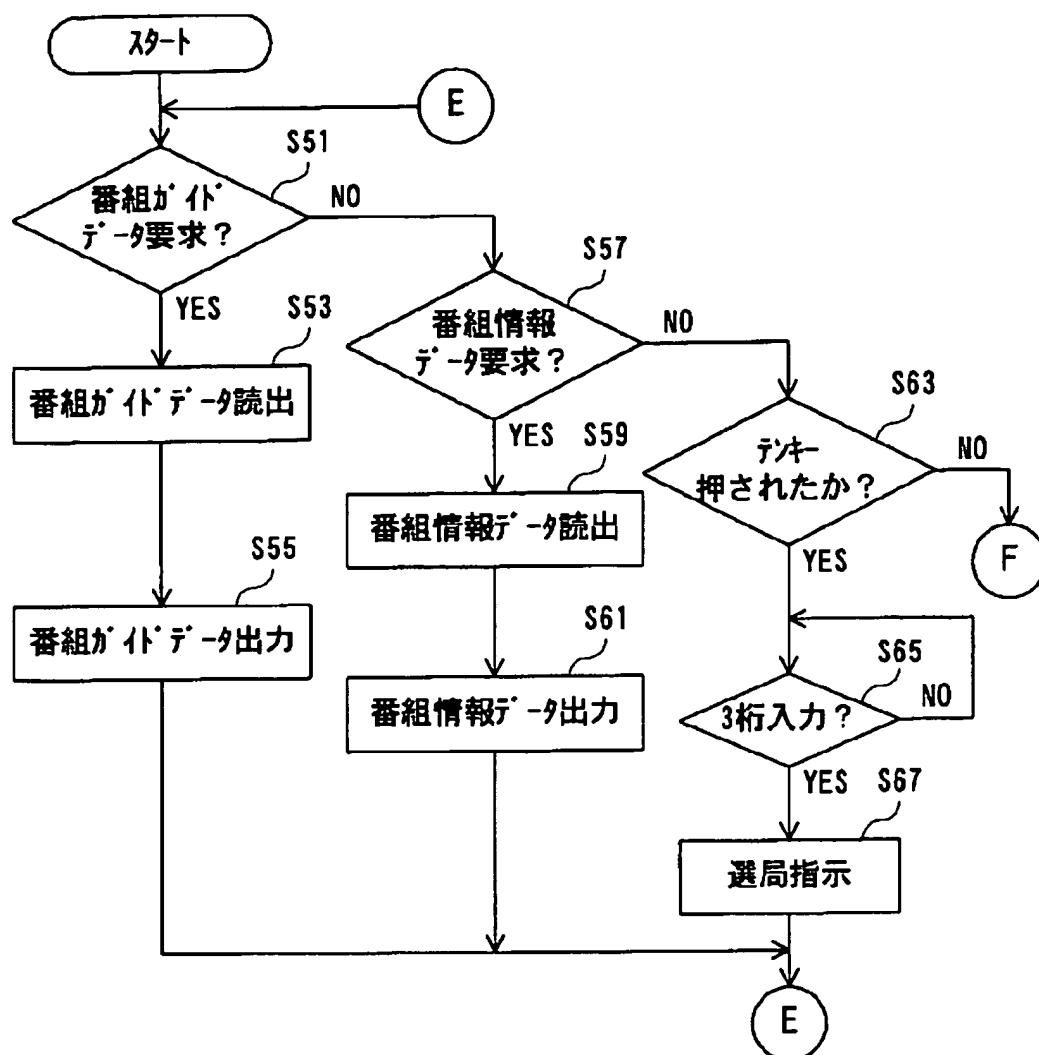 スタート
E
S51
番組ガイド
データ要求？
NO
YES
S53
番組ガイドデータ読出
S55
番組ガイドデータ出力
S57
番組情報
データ要求？
NO
YES
S59
番組情報データ読出
S61
番組情報データ出力
S63
テンキー
押されたか？
NO
F
YES
S65
3桁入力？
NO
YES
S67
選局指示
E